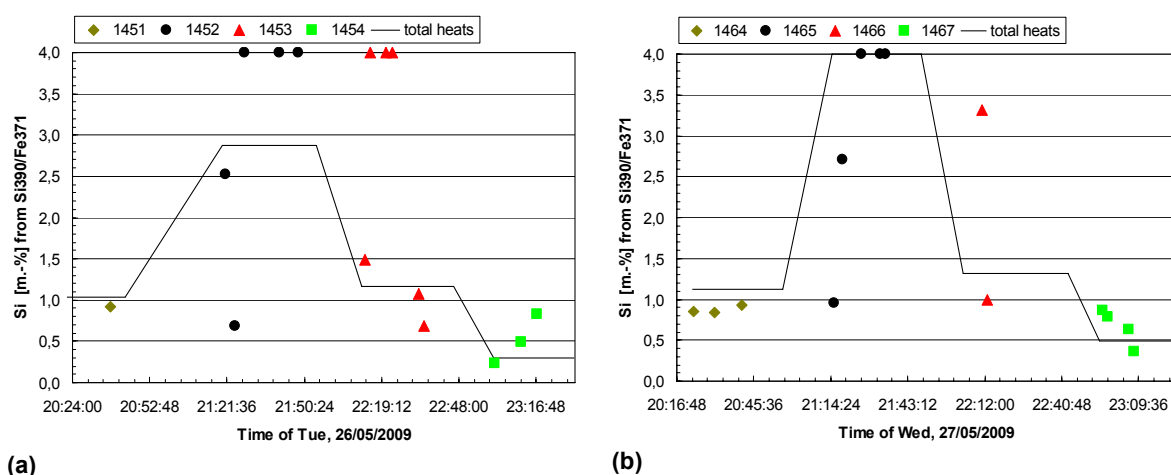 1451 1452 1453 1454 total heats
4,0
3,5
3,0
2,5
2,0
1,5
1,0
0,5
0,0
Si [m.-%] from Si390/Fe371
20:24:00 20:52:48 21:21:36 21:50:24 22:19:12 22:48:00 23:16:48
Time of Tue, 26/05/2009
(a)
1464 1465 1466 1467 total heats
4,0
3,5
3,0
2,5
2,0
1,5
1,0
0,5
0,0
Si [m.-%] from Si390/Fe371
20:16:48 20:45:36 21:14:24 21:43:12 22:12:00 22:40:48 23:09:36
Time of Wed, 27/05/2009
(b)